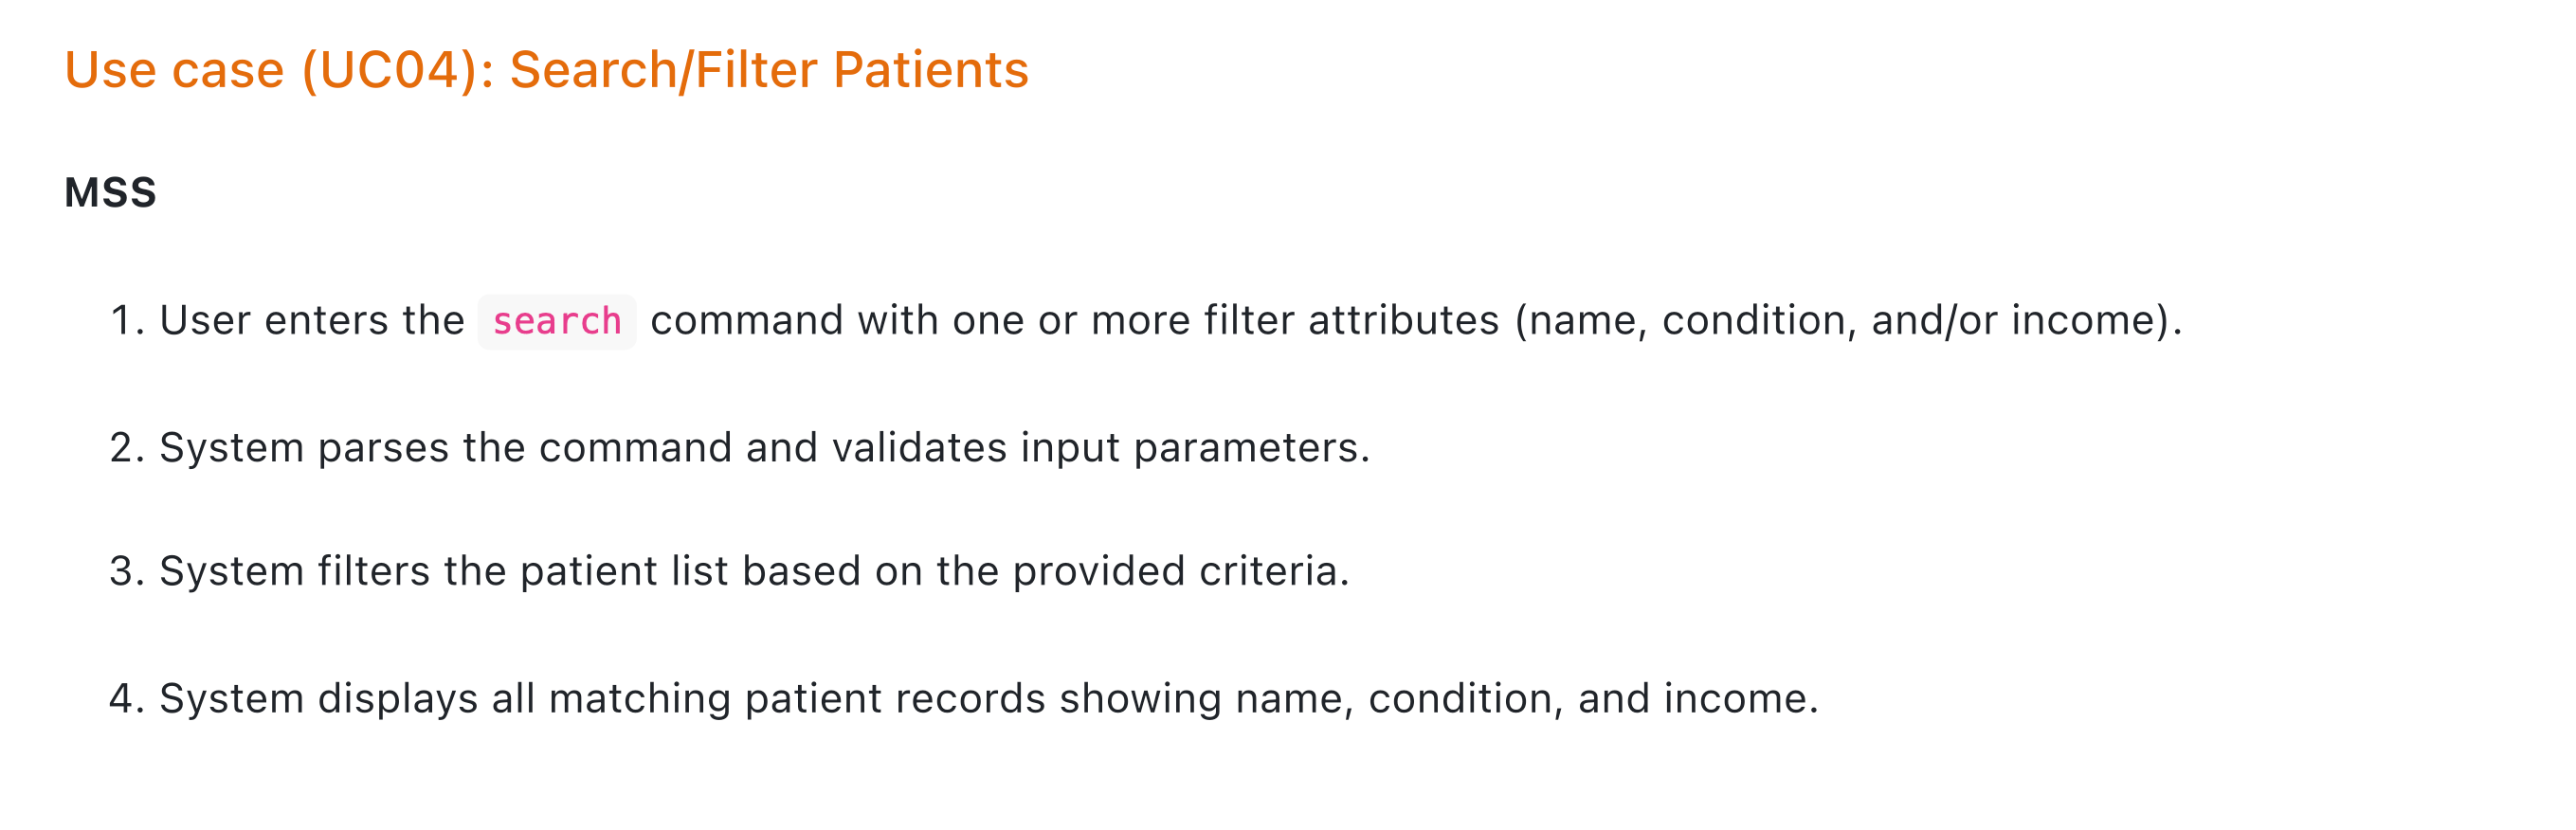 Use case (UC04): Search/Filter Patients
MSS
1. User enters the search command with one or more filter attributes (name, condition, and/or income).
2. System parses the command and validates input parameters.
3. System filters the patient list based on the provided criteria.
4. System displays all matching patient records showing name, condition, and income.